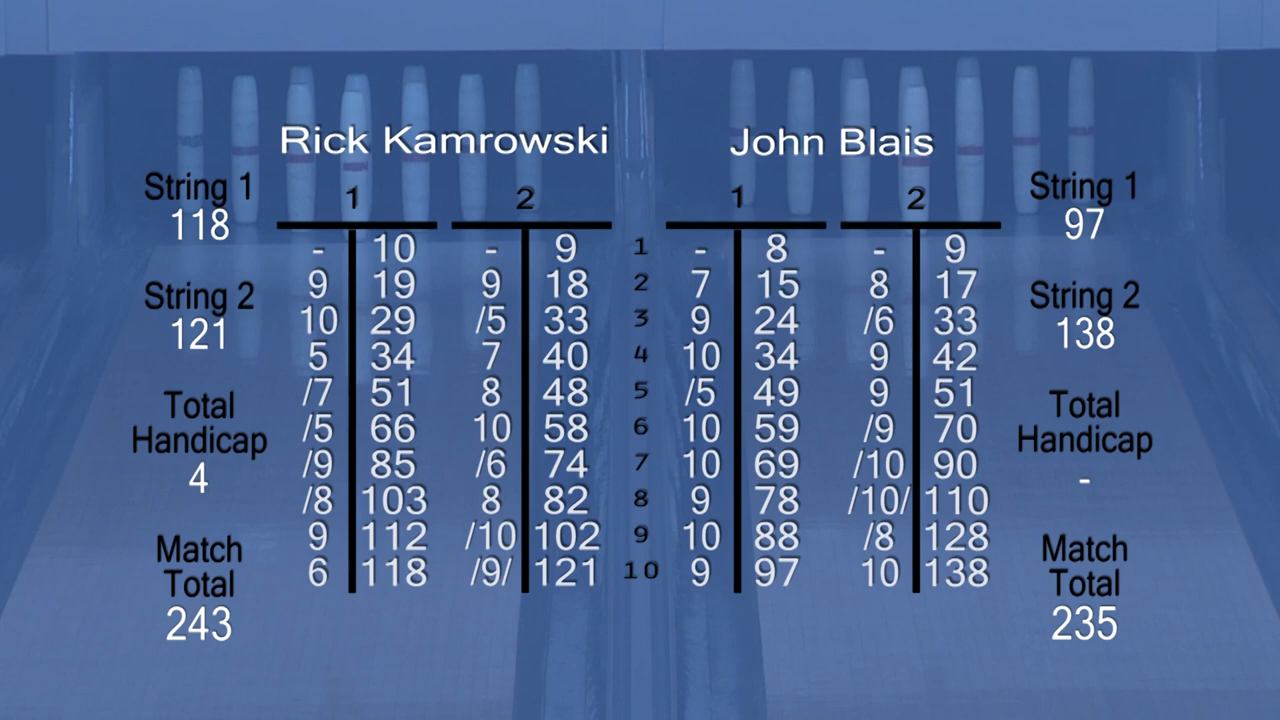 Rick Kamrowski John Blais
String 1 1 2 1 2 String 1
118 97
- 10 - 9 1 - 8 - 9
9 19 9 18 2 7 15 8 17
String 2 String 2
10 29 /5 33 3 9 24 /6 33
121 138
5 34 7 40 4 10 34 9 42
/7 51 8 48 5 /5 49 9 51
Total Total
/5 66 10 58 6 10 59 /9 70
Handicap Handicap
/9 85 /6 74 7 10 69 /10 90
4 -
/8 103 8 82 8 9 78 /10/ 110
9 112 /10 102 9 10 88 /8 128
Match Match
6 118 /9/ 121 10 9 97 10 138
Total Total
243 235